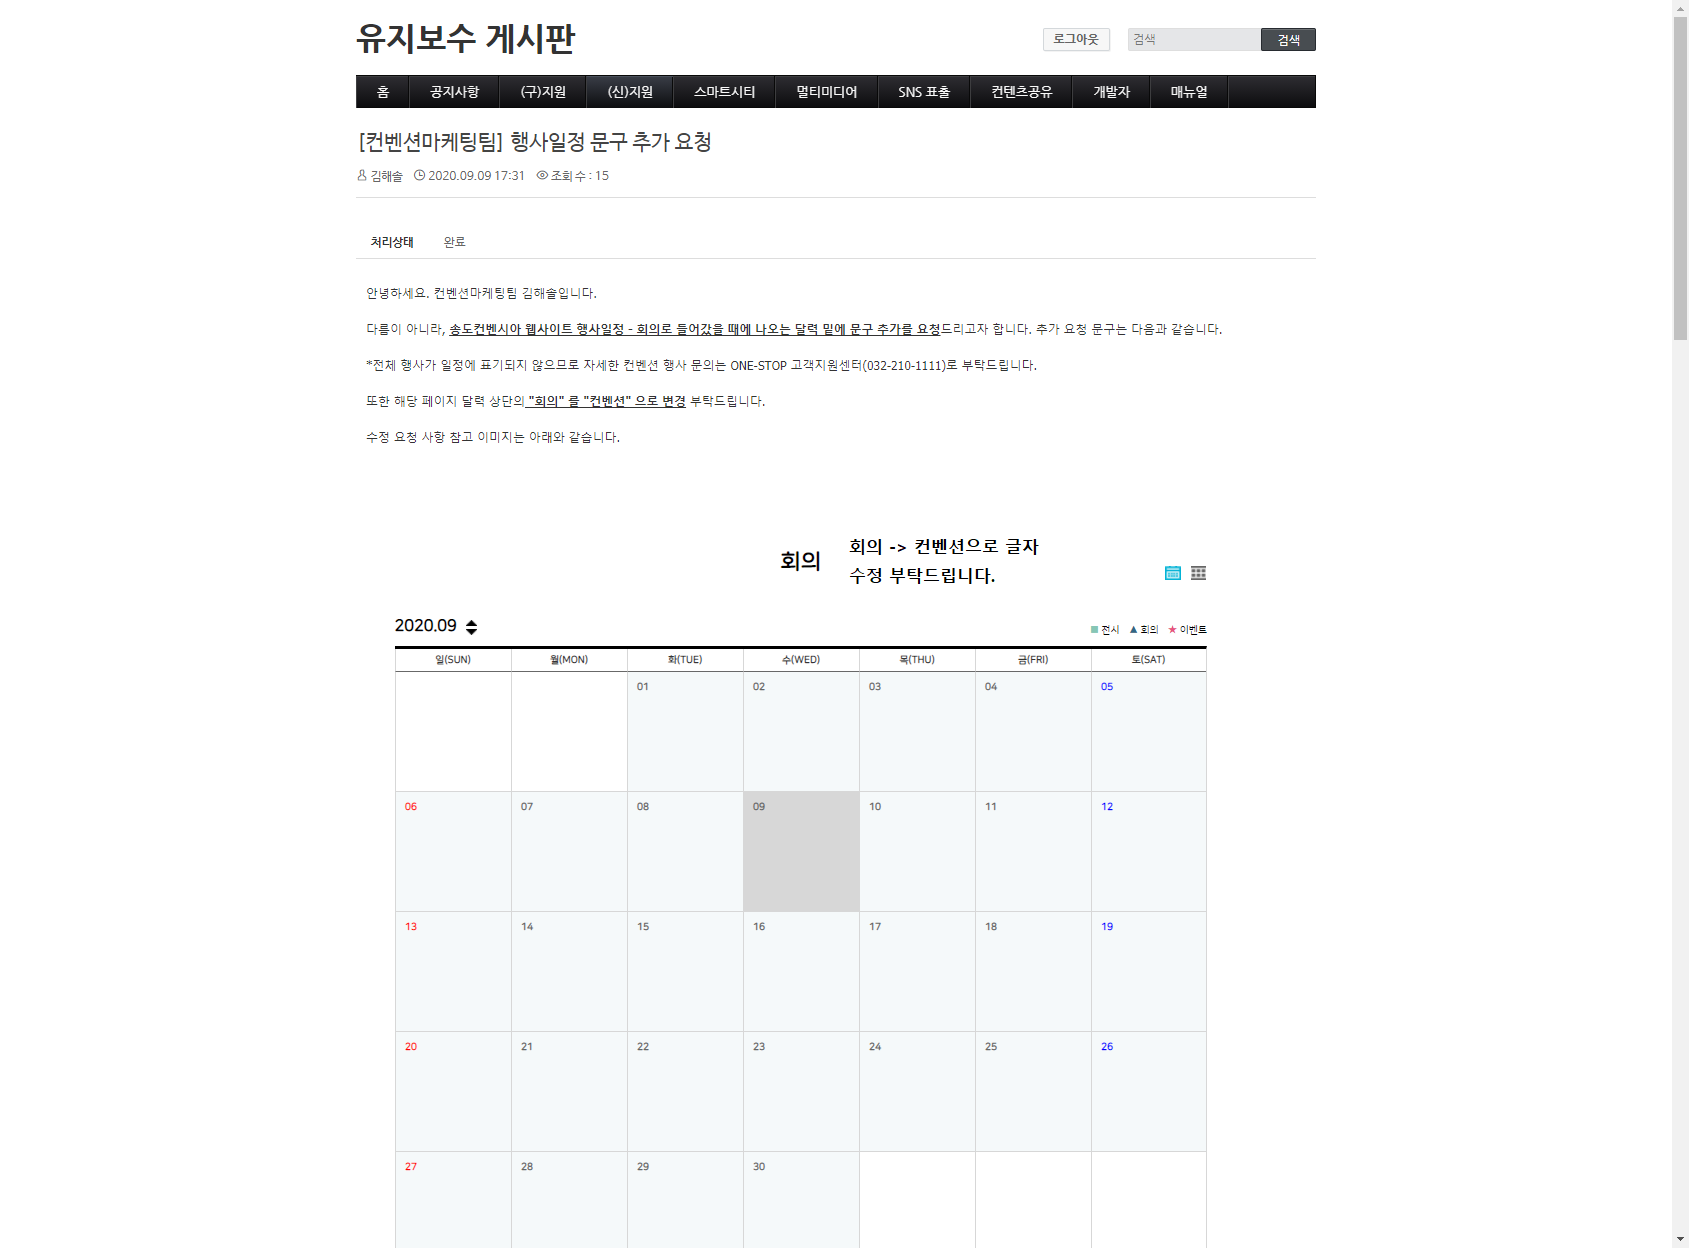 유지보수 게시판
로그아웃 검색 검색
홈 공지사항 (구)지원 (신)지원 스마트시티 멀티미디어 SNS 표출 컨텐츠공유 개발자 매뉴얼
[컨벤션마케팅팀] 행사일정 문구 추가 요청
김해솔 2020.09.09 17:31 조회 수 : 15
처리상태 완료
안녕하세요. 컨벤션마케팅팀 김해솔입니다.
다름이 아니라, 송도컨벤시아 웹사이트 행사일정 - 회의로 들어갔을 때에 나오는 달력 밑에 문구 추가를 요청드리고자 합니다. 추가 요청 문구는 다음과 같습니다.
*전체 행사가 일정에 표기되지 않으므로 자세한 컨벤션 행사 문의는 ONE-STOP 고객지원센터(032-210-1111)로 부탁드립니다.
또한 해당 페이지 달력 상단의 "회의" 를 "컨벤션" 으로 변경 부탁드립니다.
수정 요청 사항 참고 이미지는 아래와 같습니다.
회의
회의 -> 컨벤션으로 글자
수정 부탁드립니다.
2020.09
전시 회의 이벤트
일(SUN) 월(MON) 화(TUE) 수(WED) 목(THU) 금(FRI) 토(SAT)
01 02 03 04 05
06 07 08 09 10 11 12
13 14 15 16 17 18 19
20 21 22 23 24 25 26
27 28 29 30